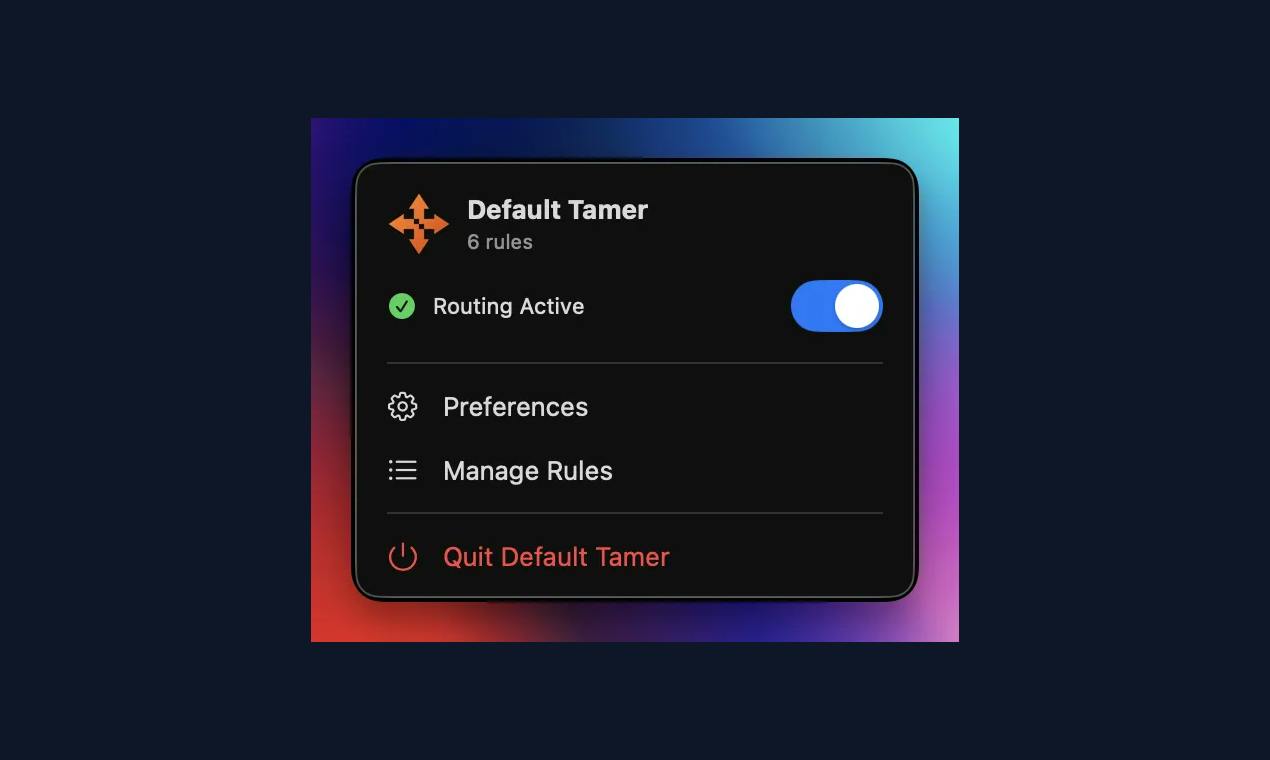 Default Tamer
6 rules
Routing Active
Preferences
Manage Rules
Quit Default Tamer